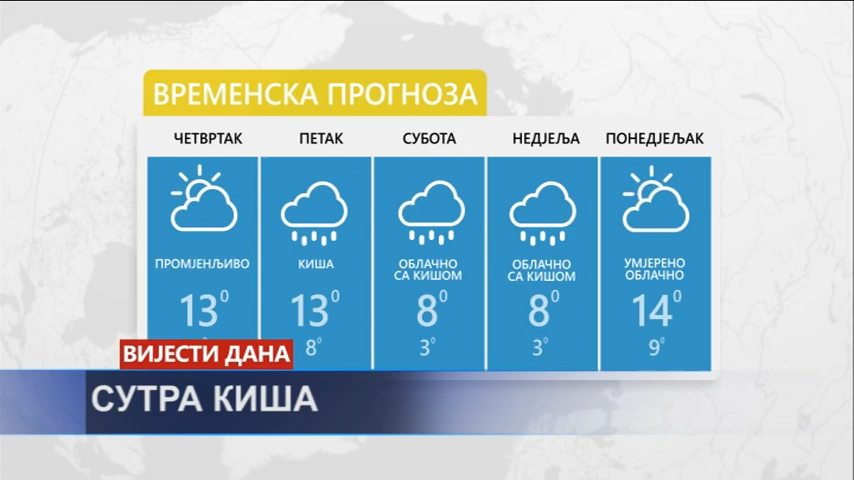 ВРЕМЕНСКА ПРОГНОЗА
ЧЕТВРТАК ПЕТАК СУБОТА НЕДЈЕЉА ПОНЕДЈЕЉАК
ПРОМЈЕНЉИВО КИША ОБЛАЧНО СА КИШОМ ОБЛАЧНО СА КИШОМ УМЈЕРЕНО ОБЛАЧНО
13⁰ 13⁰ 8⁰ 8⁰ 14⁰
8⁰ 3⁰ 3⁰ 9⁰
ВИЈЕСТИ ДАНА
СУТРА КИША